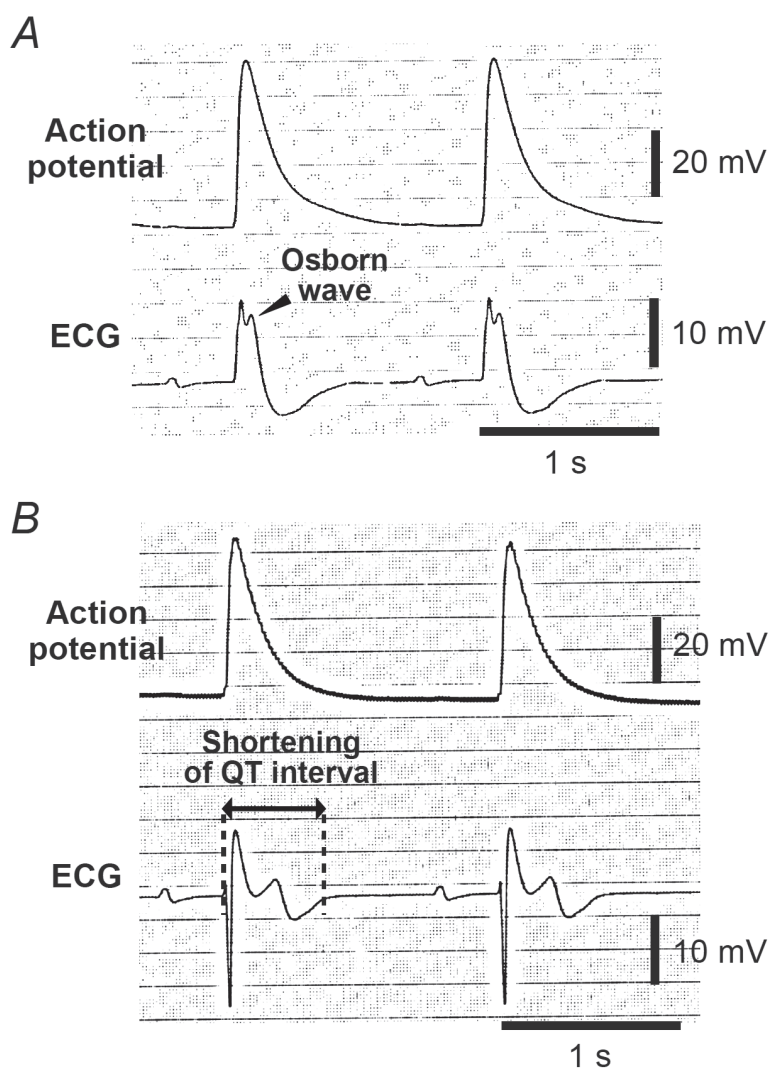 A
Action
potential
20 mV
Osborn
wave
ECG
10 mV
1 s
B
Action
potential
20 mV
Shortening
of QT interval
ECG
10 mV
1 s